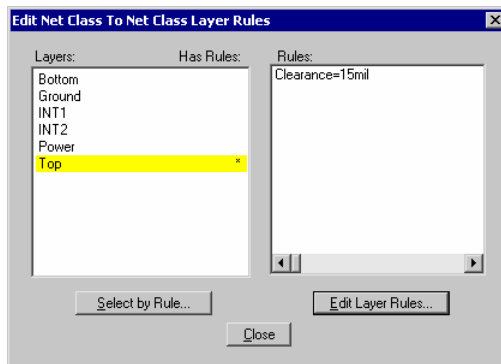 Edit Net Class To Net Class Layer Rules
Layers: Has Rules: Rules:
Bottom Clearance=15mil
Ground
INT1
INT2
Power
Top *
Select by Rule... Edit Layer Rules...
Close